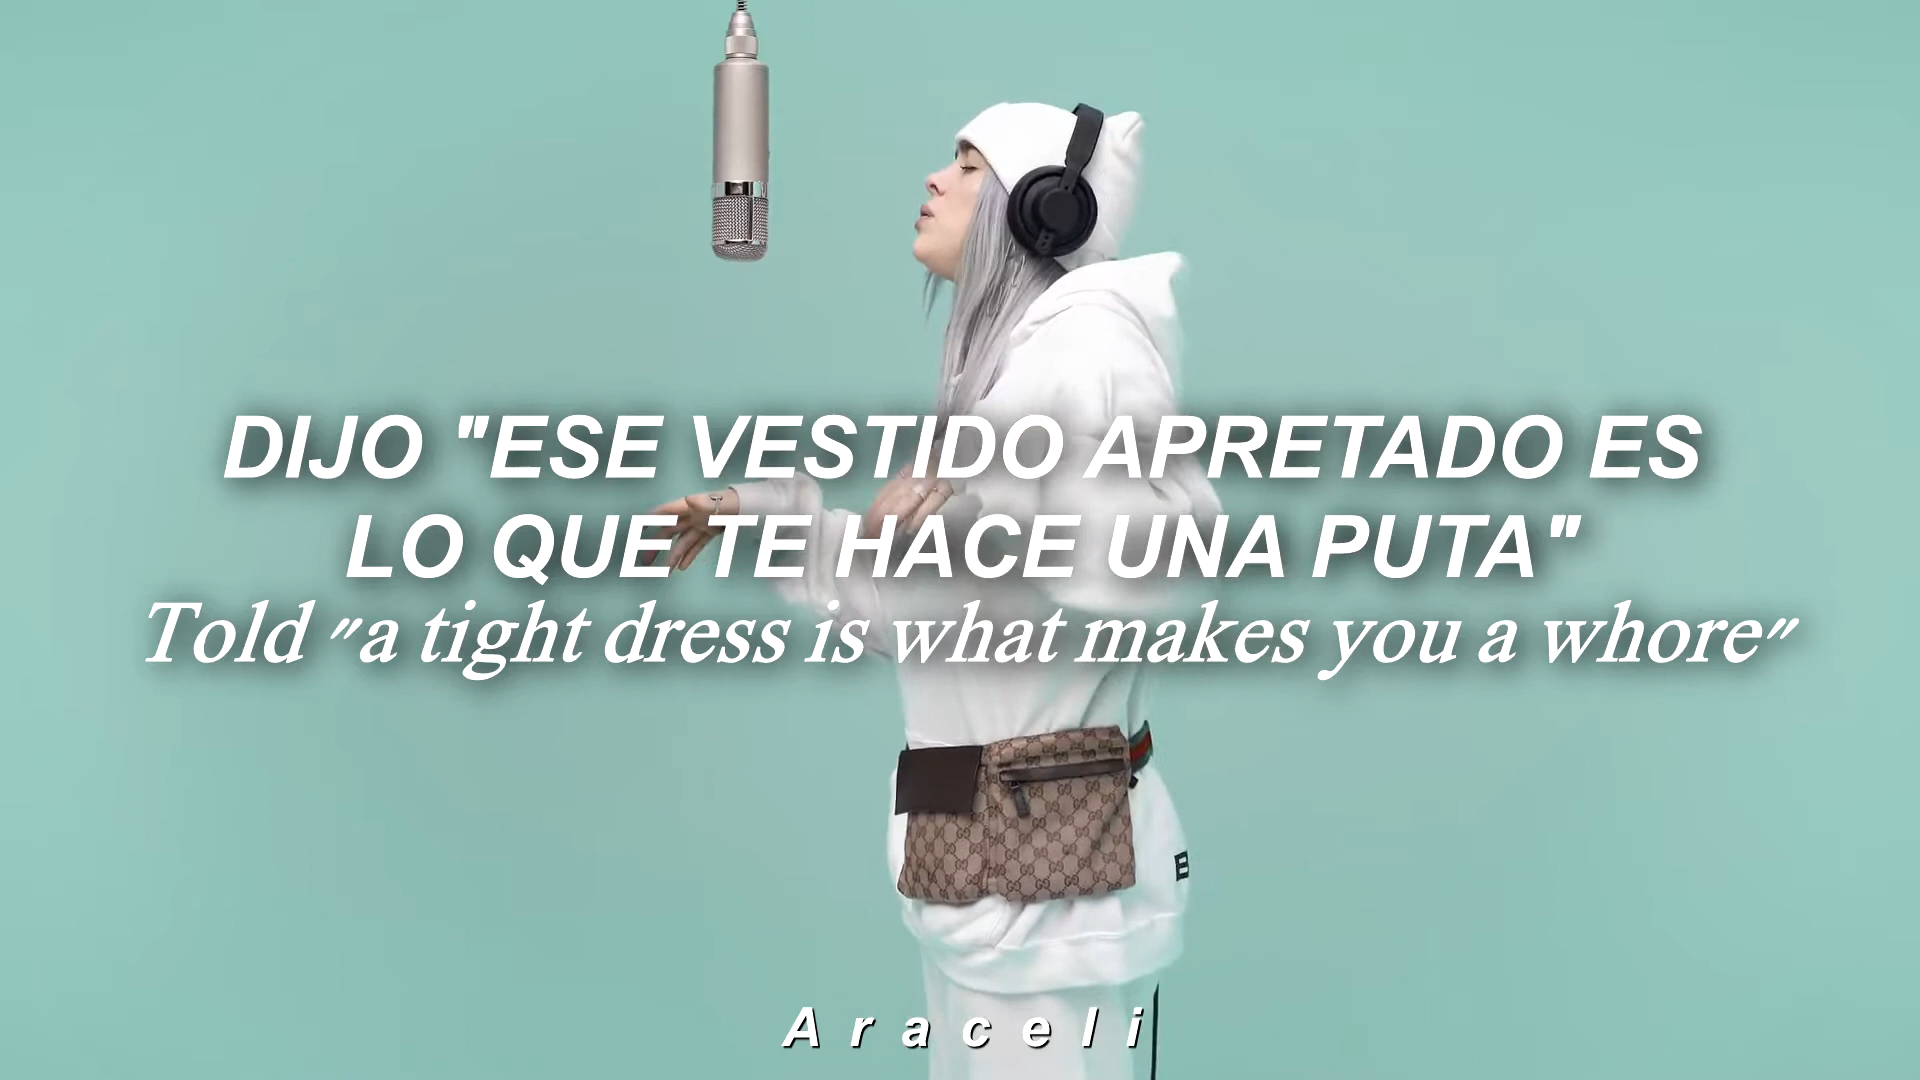 DIJO "ESE VESTIDO APRETADO ES
LO QUE TE HACE UNA PUTA"
Told "a tight dress is what makes you a whore"
Araceli